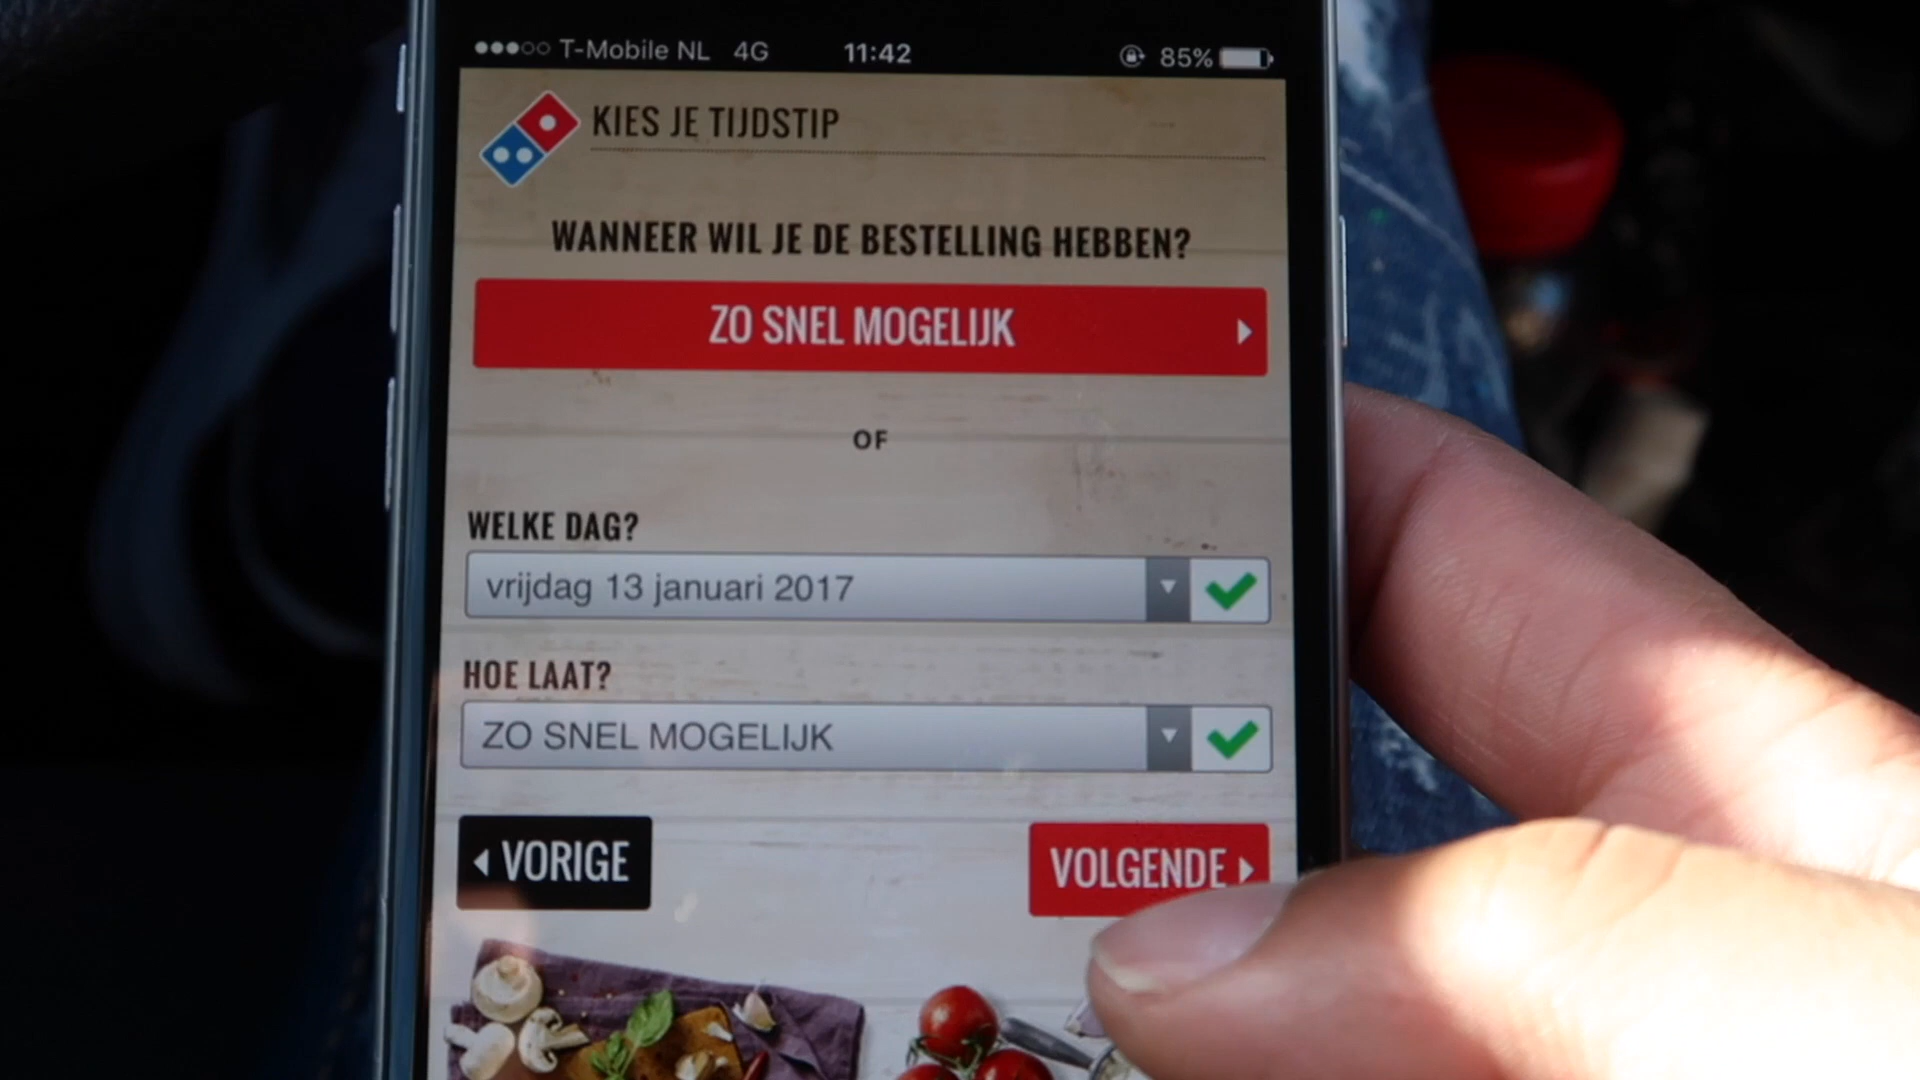 T-Mobile NL 4G 11:42 85%
KIES JE TIJDSTIP
WANNEER WIL JE DE BESTELLING HEBBEN?
ZO SNEL MOGELIJK
OF
WELKE DAG?
vrijdag 13 januari 2017
HOE LAAT?
ZO SNEL MOGELIJK
VORIGE VOLGENDE